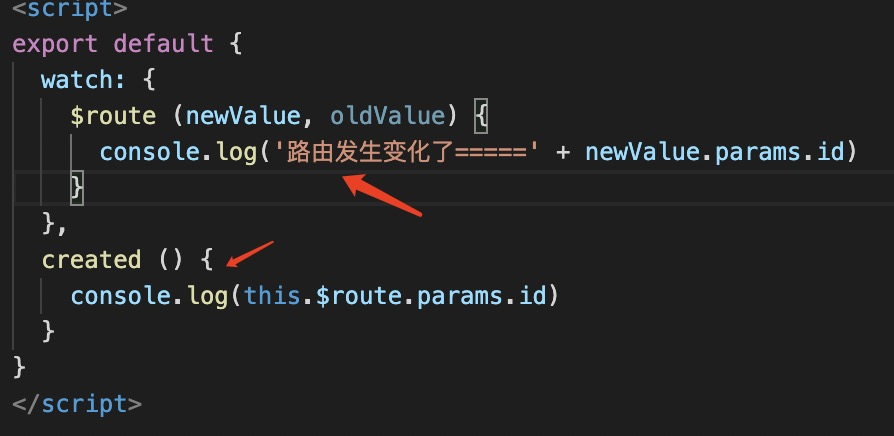 <script>
export default {
  watch: {
    $route (newValue, oldValue) {
      console.log('路由发生变化了=====' + newValue.params.id)
    }
  },
  created () {
    console.log(this.$route.params.id)
  }
}
</script>